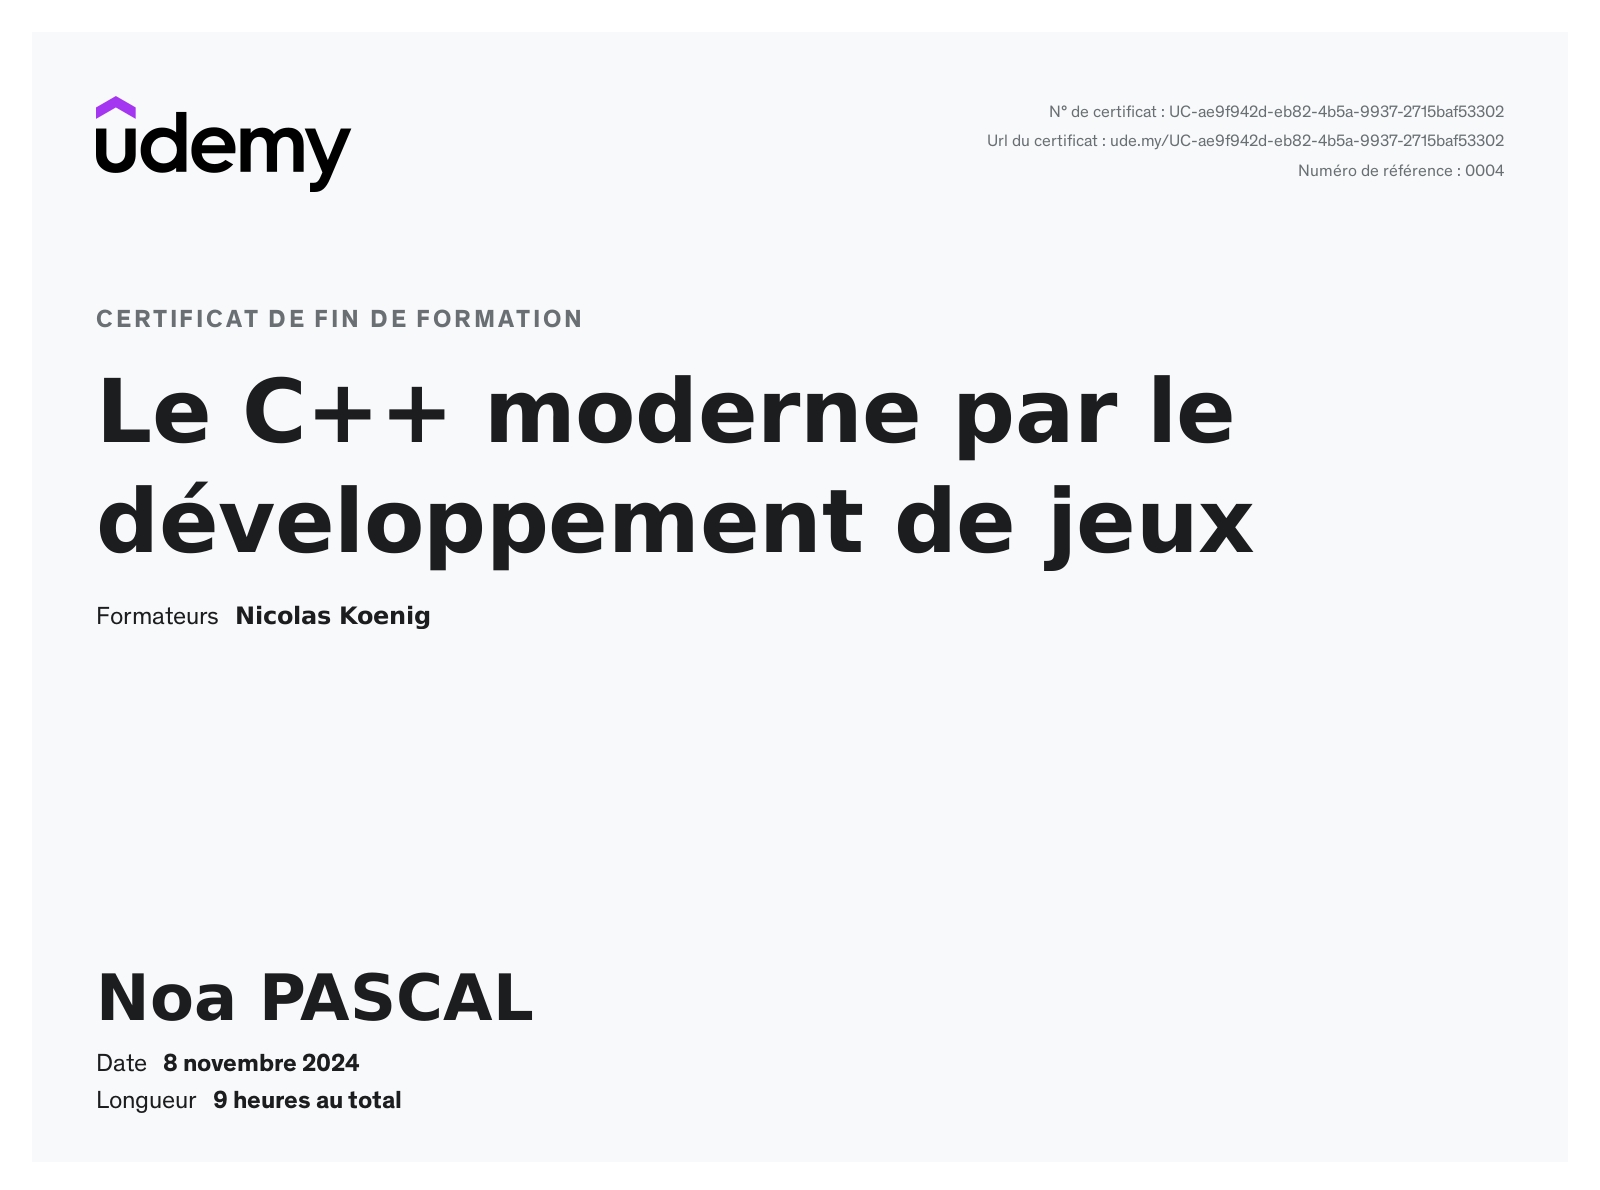 udemy
N° de certificat : UC-ae9f942d-eb82-4b5a-9937-2715baf53302
Url du certificat : ude.my/UC-ae9f942d-eb82-4b5a-9937-2715baf53302
Numéro de référence : 0004
CERTIFICAT DE FIN DE FORMATION
Le C++ moderne par le
développement de jeux
Formateurs Nicolas Koenig
Noa PASCAL
Date 8 novembre 2024
Longueur 9 heures au total